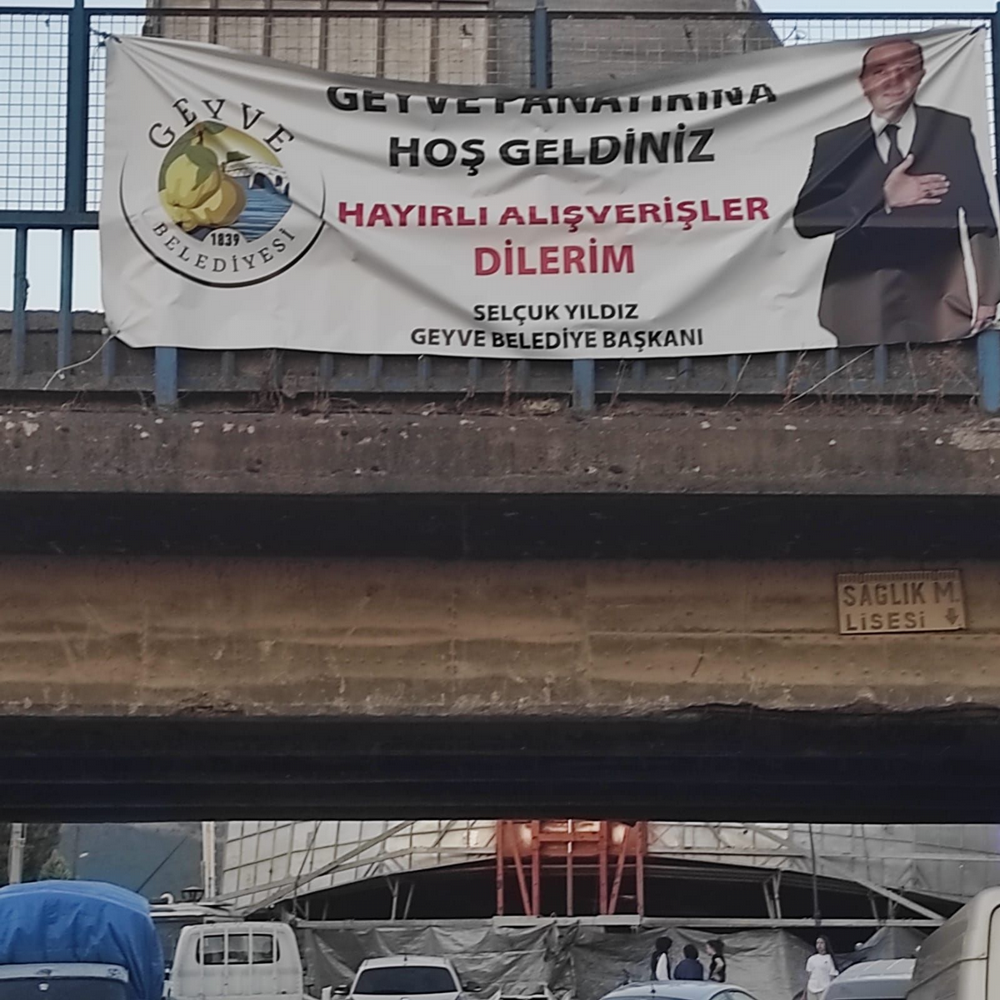 GEYVE PANAYIRINA
HOŞ GELDİNİZ
HAYIRLI ALIŞVERİŞLER
DİLERİM
SELÇUK YILDIZ
GEYVE BELEDİYE BAŞKANI
GEYVE
1839
BELEDİYESİ
SAĞLIK M.
LİSESİ